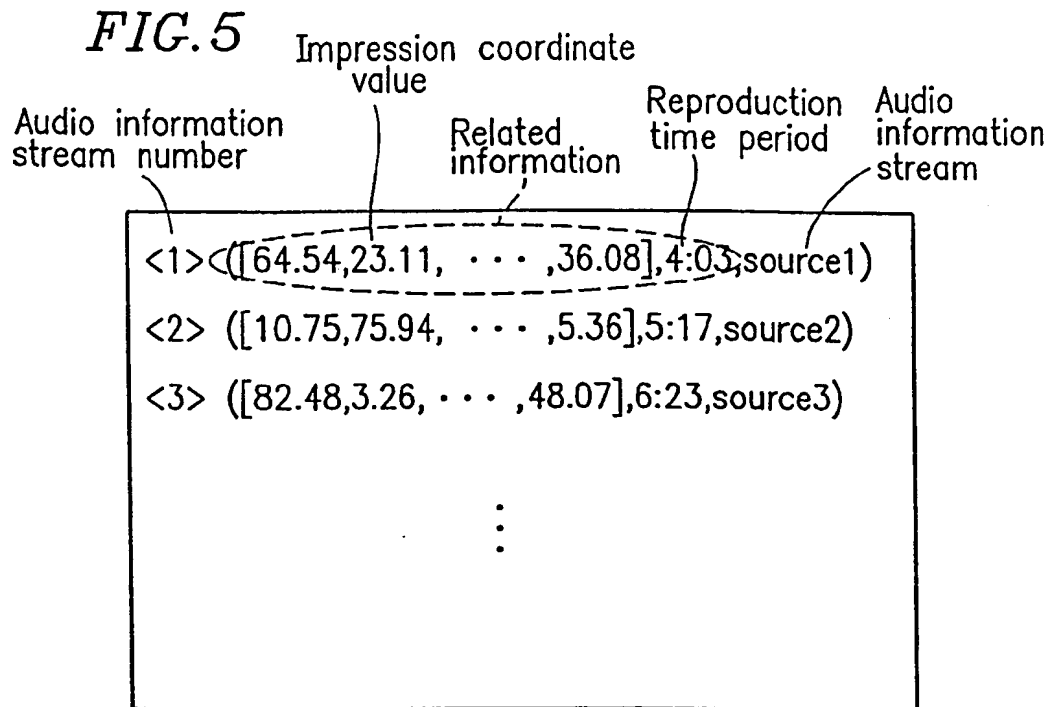 FIG. 5
Impression coordinate
value
Audio information
stream number
Related
information
Reproduction
time period
Audio
information
stream
<1> ([64.54,23.11, · · · ,36.08],4:03,source1)
<2> ([10.75,75.94, · · · ,5.36],5:17,source2)
<3> ([82.48,3.26, · · · ,48.07],6:23,source3)